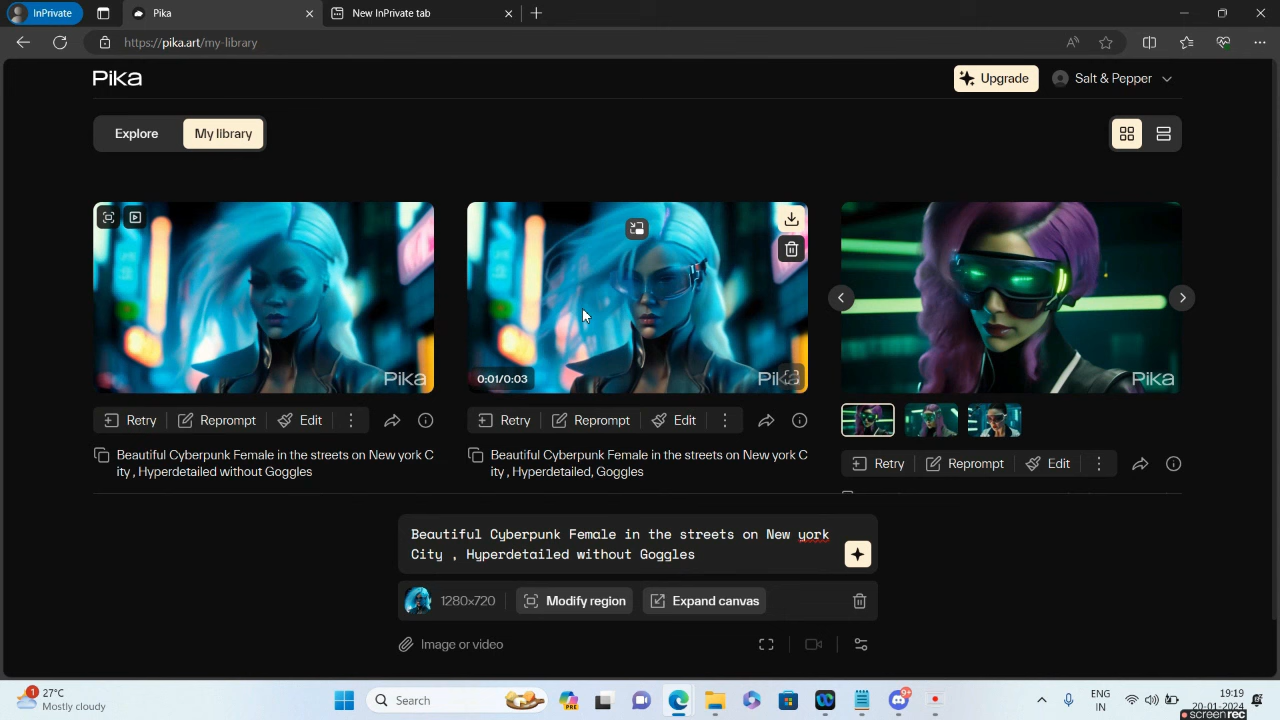 InPrivate
Pika
New InPrivate tab
https://pika.art/my-library
Pika
Upgrade
Salt & Pepper
Explore
My library
Pika
0:01/0:03
Pika
Pika
Retry
Reprompt
Edit
Retry
Reprompt
Edit
Beautiful Cyberpunk Female in the streets on New york C
ity , Hyperdetailed without Goggles
Beautiful Cyberpunk Female in the streets on New york C
ity , Hyperdetailed, Goggles
Retry
Reprompt
Edit
Beautiful Cyberpunk Female in the streets on New york
City , Hyperdetailed without Goggles
1280×720
Modify region
Expand canvas
Image or video
1
27°C
Mostly cloudy
Search
PRE
9+
ENG
IN
19:19
20-01-2024
screenrec